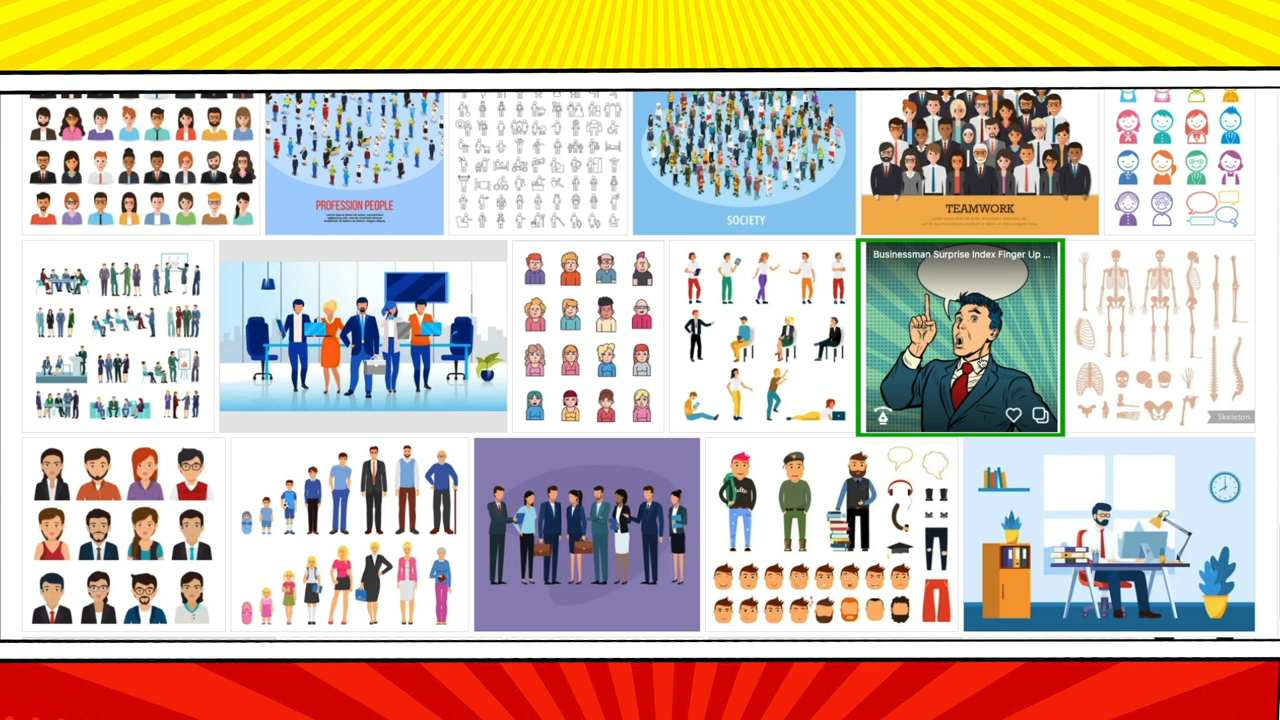 PROFESSION PEOPLE
SOCIETY
TEAMWORK
Businessman Surprise Index Finger Up ...
Skeleton